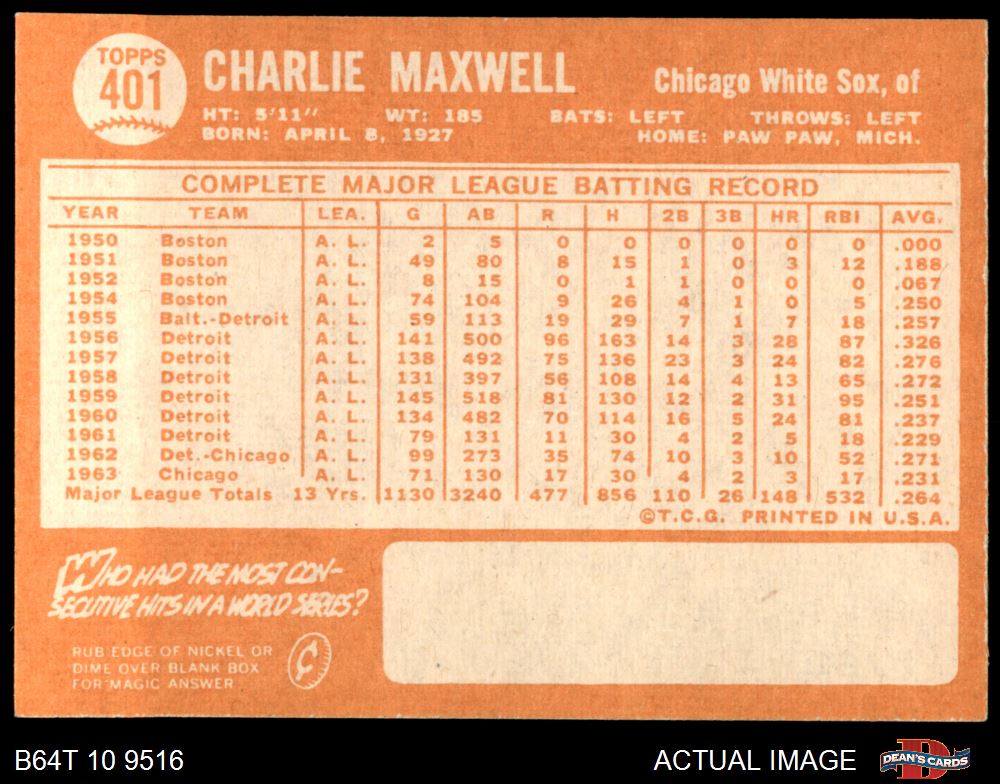 TOPPS
401
CHARLIE MAXWELL
Chicago White Sox, of
HT: 5'11" WT: 185 BATS: LEFT THROWS: LEFT
BORN: APRIL 8, 1927 HOME: PAW PAW, MICH.
COMPLETE MAJOR LEAGUE BATTING RECORD
YEAR TEAM LEA. G AB R H 2B 3B HR RBI AVG.
1950 Boston A. L. 2 5 0 0 0 0 0 0 .000
1951 Boston A. L. 49 80 8 15 1 0 3 12 .188
1952 Boston A. L. 8 15 0 1 1 0 0 0 .067
1954 Boston A. L. 74 104 9 26 4 1 0 5 .250
1955 Balt.-Detroit A. L. 59 113 19 29 7 1 7 18 .257
1956 Detroit A. L. 141 500 96 163 14 3 28 87 .326
1957 Detroit A. L. 138 492 75 136 23 3 24 82 .276
1958 Detroit A. L. 131 397 56 108 14 4 13 65 .272
1959 Detroit A. L. 145 518 81 130 12 2 31 95 .251
1960 Detroit A. L. 134 482 70 114 16 5 24 81 .237
1961 Detroit A. L. 79 131 11 30 4 2 5 18 .229
1962 Det.-Chicago A. L. 99 273 35 74 10 3 10 52 .271
1963 Chicago A. L. 71 130 17 30 4 2 3 17 .231
Major League Totals 13 Yrs. 1130 3240 477 856 110 26 148 532 .264
©T.C.G. PRINTED IN U.S.A.
WHO HAD THE MOST CON-
SECUTIVE HITS IN A WORLD SERIES?
RUB EDGE OF NICKEL OR
DIME OVER BLANK BOX
FOR MAGIC ANSWER
¢
B64T 10 9516 ACTUAL IMAGE
DEAN'S CARDS